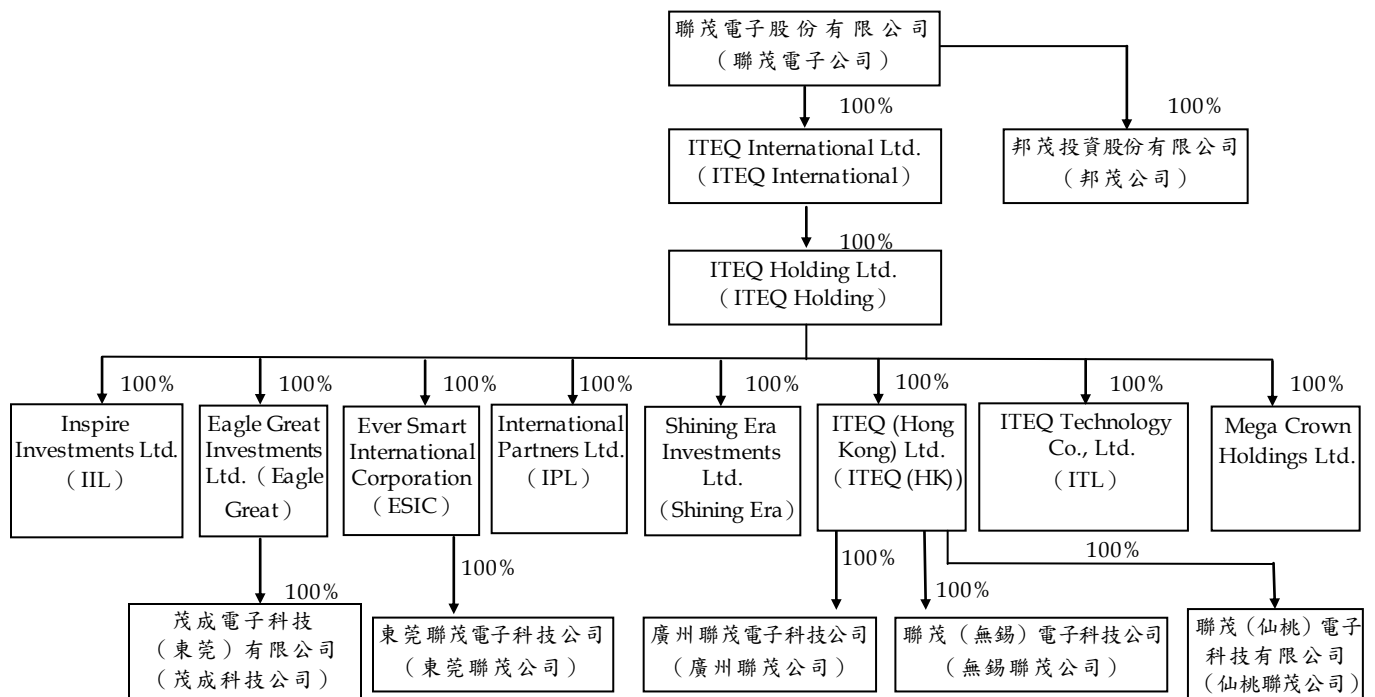 聯茂電子股份有限公司
（聯茂電子公司）
100%
100%
ITEQ International Ltd.
（ITEQ International）
邦茂投資股份有限公司
（邦茂公司）
100%
ITEQ Holding Ltd.
（ITEQ Holding）
100%
100%
100%
100%
100%
100%
100%
100%
Inspire
Investments Ltd.
（IIL）
Eagle Great
Investments
Ltd.（Eagle
Great）
Ever Smart
International
Corporation
（ESIC）
International
Partners Ltd.
（IPL）
Shining Era
Investments
Ltd.
（Shining Era）
ITEQ (Hong
Kong) Ltd.
（ITEQ (HK)）
ITEQ Technology
Co., Ltd.
（ITL）
Mega Crown
Holdings Ltd.
100%
100%
100%
100%
100%
茂成電子科技
（東莞）有限公司
（茂成科技公司）
東莞聯茂電子科技公司
（東莞聯茂公司）
廣州聯茂電子科技公司
（廣州聯茂公司）
聯茂（無錫）電子科技公司
（無錫聯茂公司）
聯茂（仙桃）電子
科技有限公司
（仙桃聯茂公司）